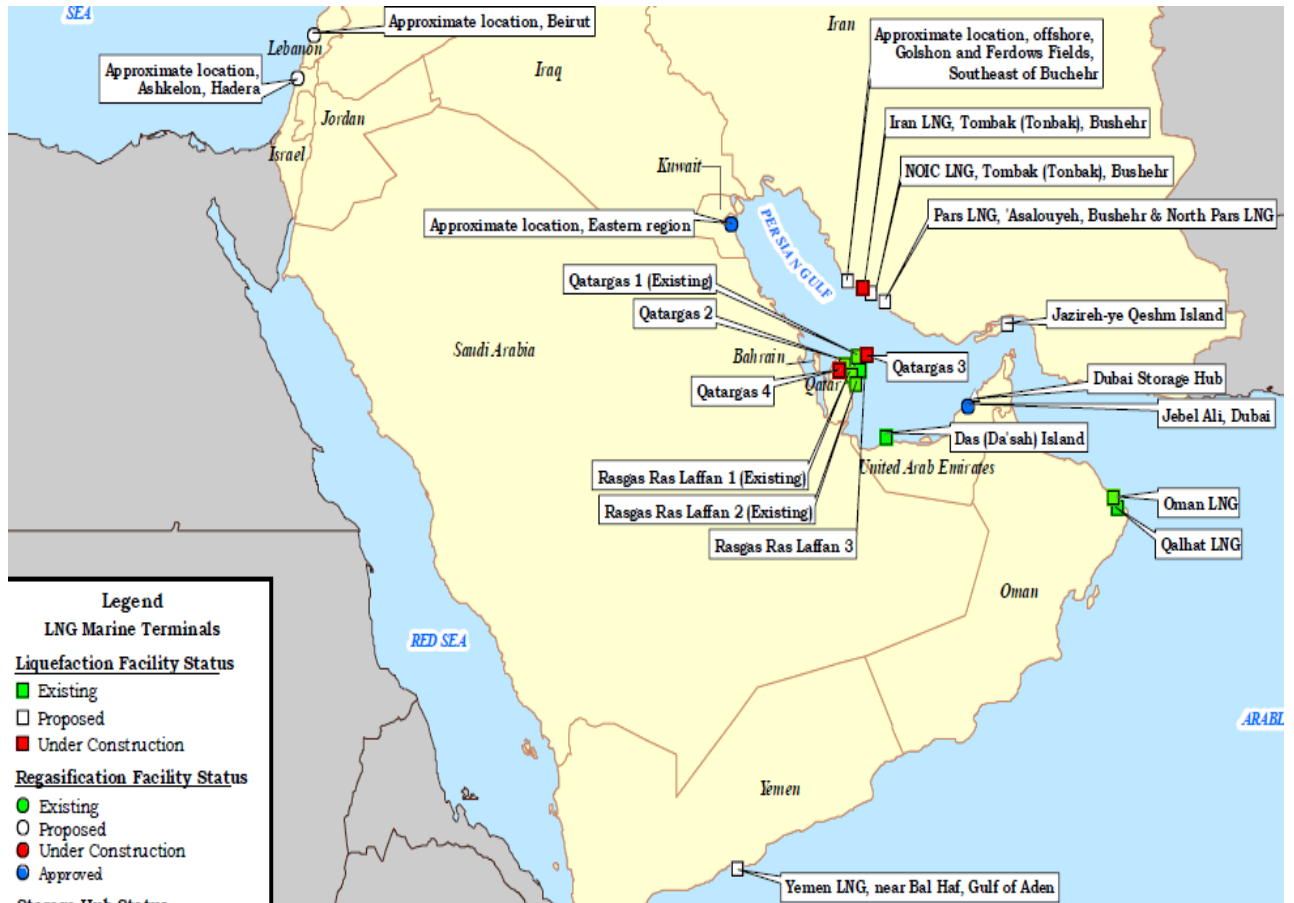 SEA
Approximate location, Beirut
Lebanon
Approximate location,
Ashkelon, Hadera
Iraq
Iran
Approximate location, offshore,
Golshon and Ferdows Fields,
Southeast of Buchehr
Jordan
Israel
Iran LNG, Tombak (Tonbak), Bushehr
Kuwait
NOIC LNG, Tombak (Tonbak), Bushehr
Approximate location, Eastern region
PERSIAN GULF
Pars LNG, 'Asalouyeh, Bushehr & North Pars LNG
Qatargas 1 (Existing)
Qatargas 2
Jazireh-ye Qeshm Island
Saudi Arabia
Bahrain
Qatargas 3
Qatargas 4
Qatar
Dubai Storage Hub
Jebel Ali, Dubai
Das (Da'sah) Island
United Arab Emirates
Rasgas Ras Laffan 1 (Existing)
Rasgas Ras Laffan 2 (Existing)
Rasgas Ras Laffan 3
Oman LNG
Qalhat LNG
Oman
RED SEA
ARABI
Yemen
Yemen LNG, near Bal Haf, Gulf of Aden
Legend
LNG Marine Terminals
Liquefaction Facility Status
Existing
Proposed
Under Construction
Regasification Facility Status
Existing
Proposed
Under Construction
Approved
Storage Hub Status